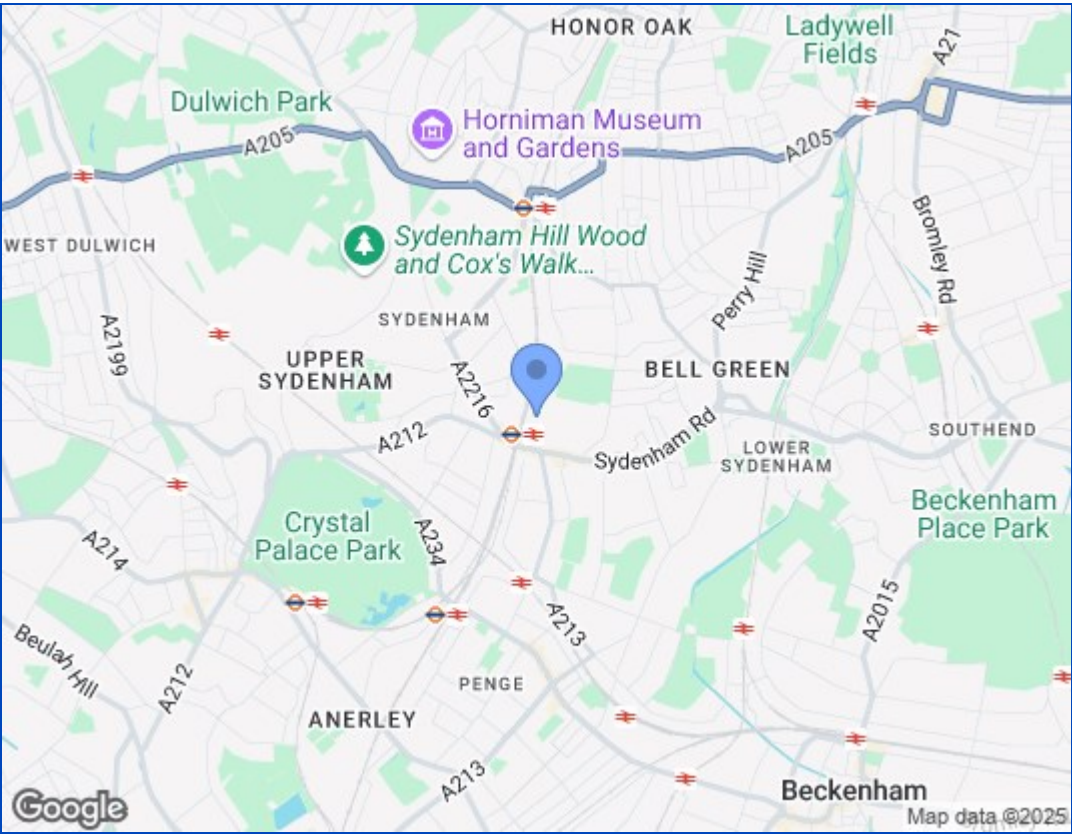 HONOR OAK
Ladywell
Fields
A21
Dulwich Park
Horniman Museum
and Gardens
A205
A205
WEST DULWICH
Sydenham Hill Wood
and Cox's Walk...
Bromley Rd
Perry Hill
SYDENHAM
A2199
UPPER
SYDENHAM
A2216
BELL GREEN
A212
Sydenham Rd
SOUTHEND
LOWER
SYDENHAM
Beckenham
Place Park
Crystal
Palace Park
A234
A214
A2015
A213
Beulah Hill
A212
PENGE
ANERLEY
A213
Beckenham
Google
Map data ©2025